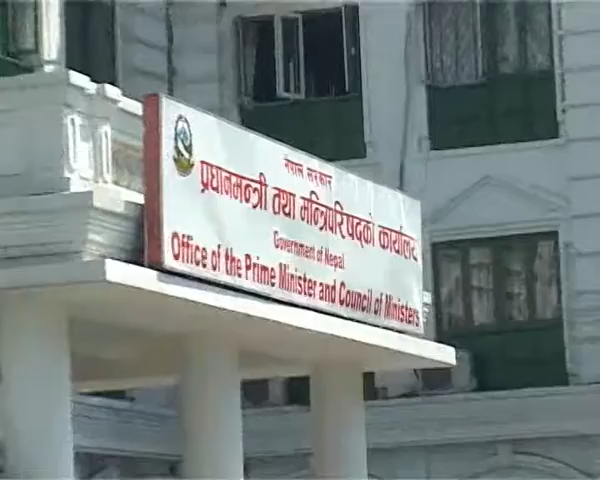 नेपाल सरकार
प्रधानमन्त्री तथा मन्त्रिपरिषद्को कार्यालय
Government of Nepal
Office of the Prime Minister and Council of Ministers